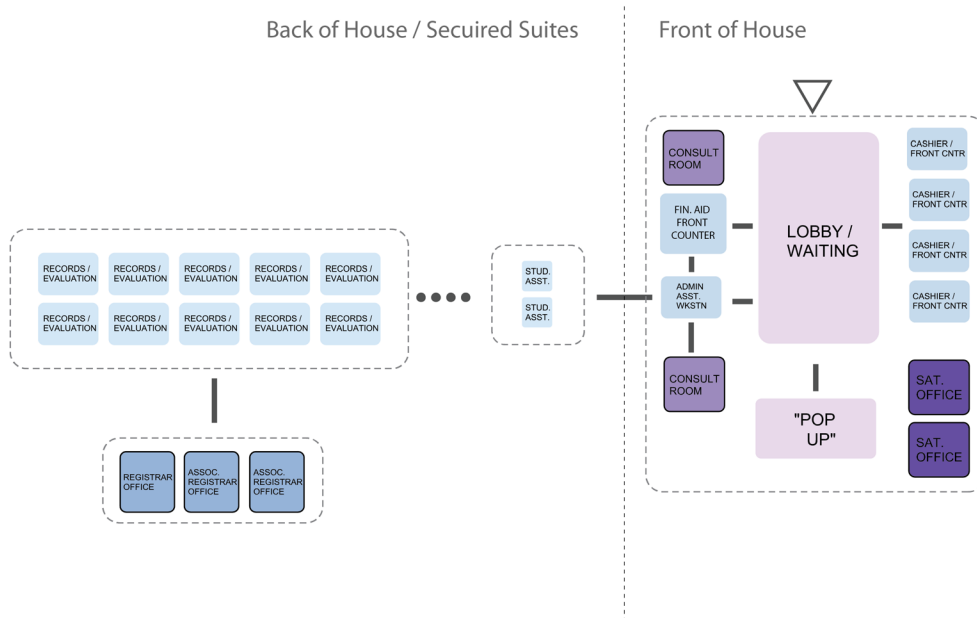 Back of House / Secuired Suites
Front of House
CONSULT
ROOM
FIN. AID
FRONT
COUNTER
ADMIN
ASST.
WKSTN
CONSULT
ROOM
LOBBY /
WAITING
"POP
UP"
CASHIER /
FRONT CNTR
CASHIER /
FRONT CNTR
CASHIER /
FRONT CNTR
CASHIER /
FRONT CNTR
SAT.
OFFICE
SAT.
OFFICE
RECORDS /
EVALUATION
RECORDS /
EVALUATION
RECORDS /
EVALUATION
RECORDS /
EVALUATION
RECORDS /
EVALUATION
RECORDS /
EVALUATION
RECORDS /
EVALUATION
RECORDS /
EVALUATION
RECORDS /
EVALUATION
RECORDS /
EVALUATION
STUD.
ASST.
STUD.
ASST.
REGISTRAR
OFFICE
ASSOC.
REGISTRAR
OFFICE
ASSOC.
REGISTRAR
OFFICE